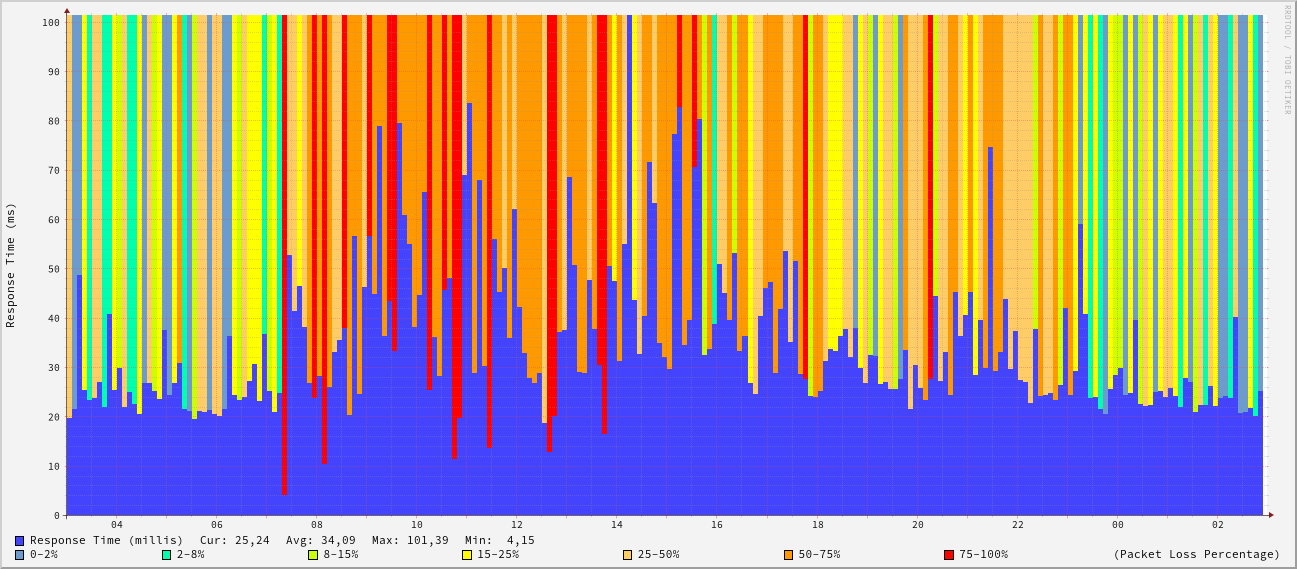 RRDTOOL / TOBI OETIKER
Response Time (ms)
100
90
80
70
60
50
40
30
20
10
0
04 06 08 10 12 14 16 18 20 22 00 02
Response Time (millis) Cur: 25,24 Avg: 34,09 Max: 101,39 Min: 4,15
0-2% 2-8% 8-15% 15-25% 25-50% 50-75% 75-100% (Packet Loss Percentage)